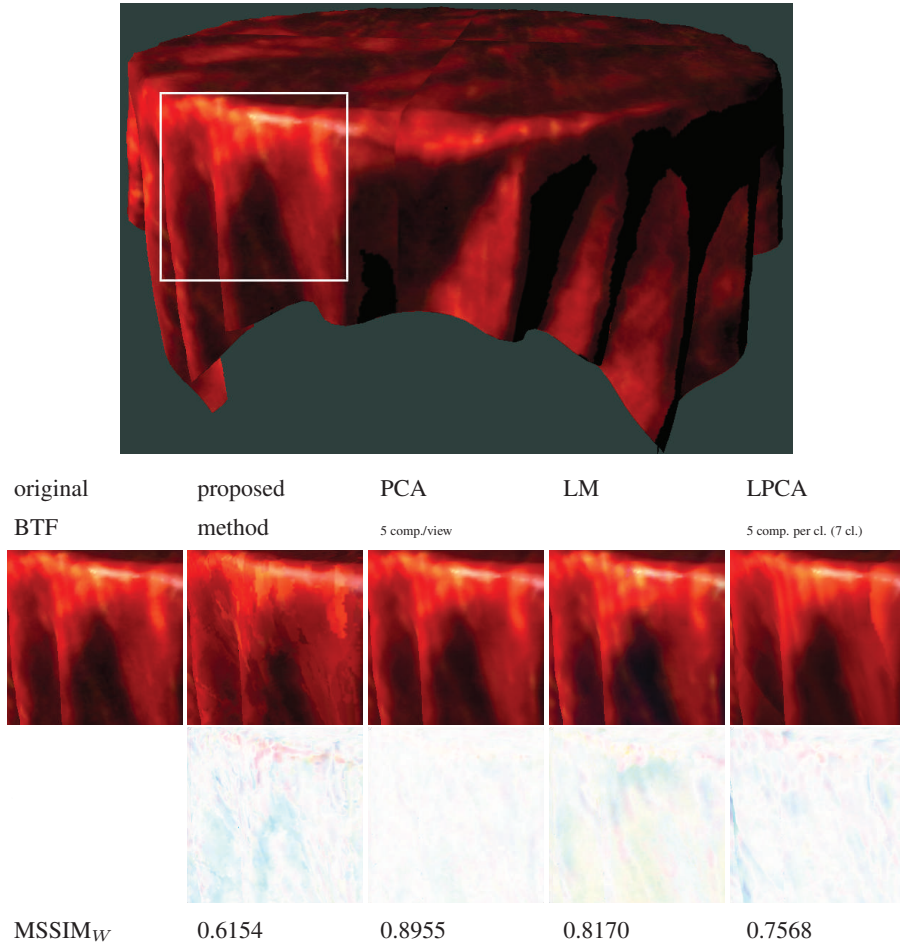 original proposed PCA LM LPCA
BTF method 5 comp./view 5 comp. per cl. (7 cl.)
MSSIM_W 0.6154 0.8955 0.8170 0.7568